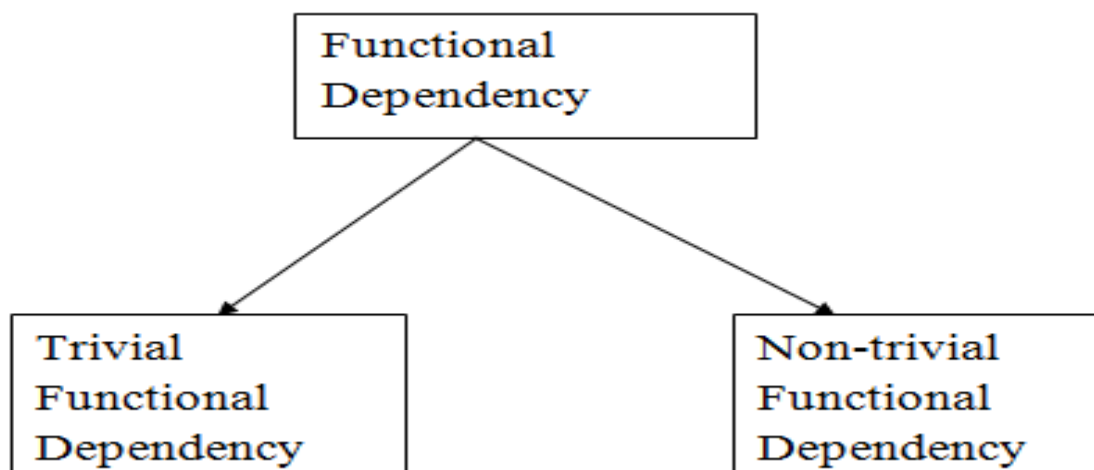 Functional
Dependency
Trivial
Functional
Dependency
Non-trivial
Functional
Dependency